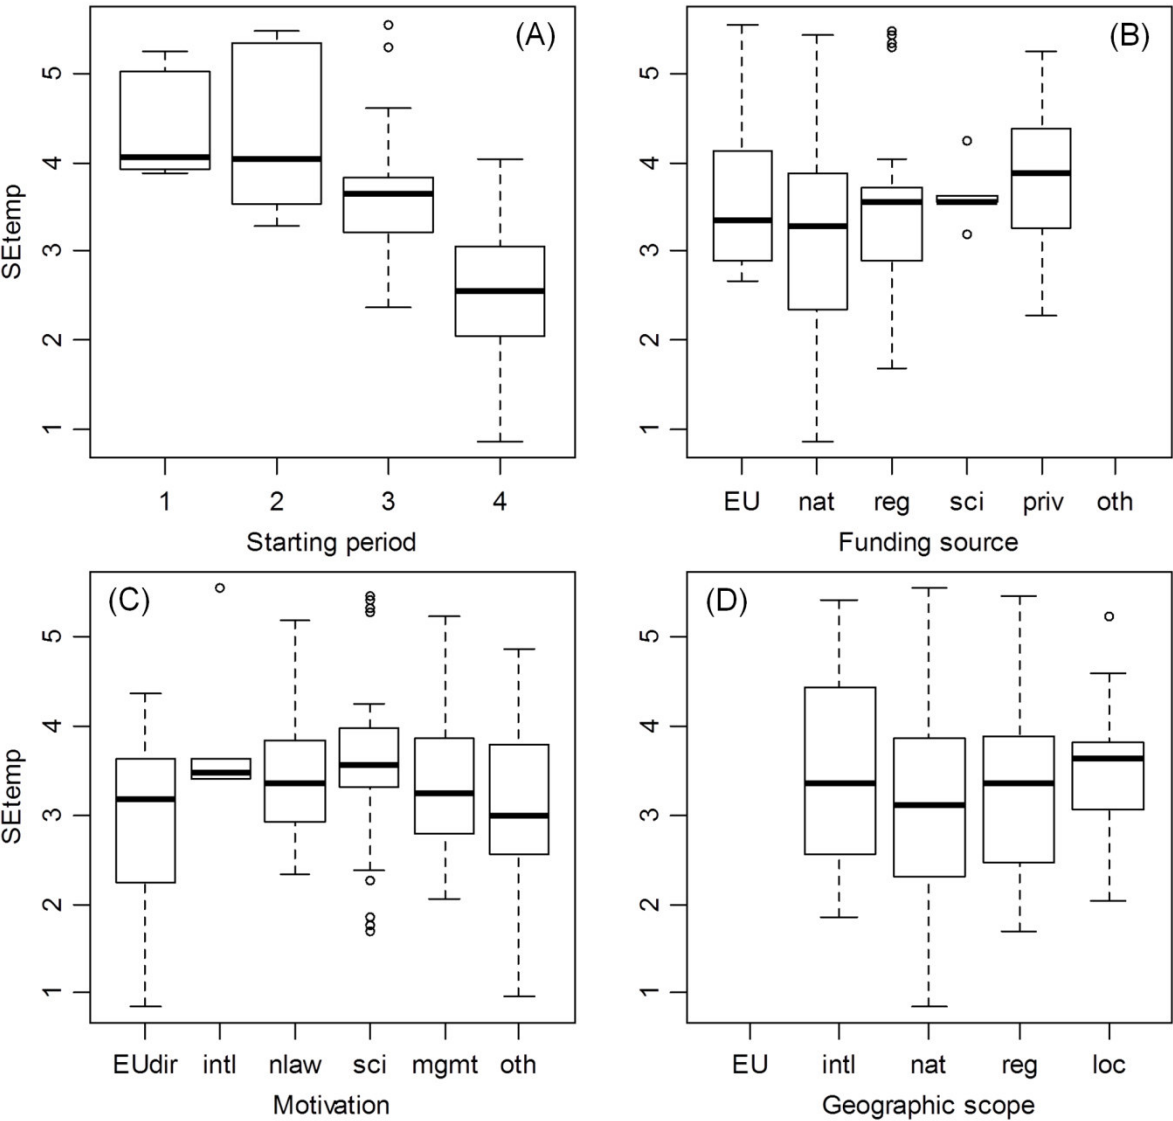 (A)
SEtemp
5
4
3
2
1
1 2 3 4
Starting period
(B)
5
4
3
2
1
EU nat reg sci priv oth
Funding source
(C)
SEtemp
5
4
3
2
1
EUdir intl nlaw sci mgmt oth
Motivation
(D)
5
4
3
2
1
EU intl nat reg loc
Geographic scope